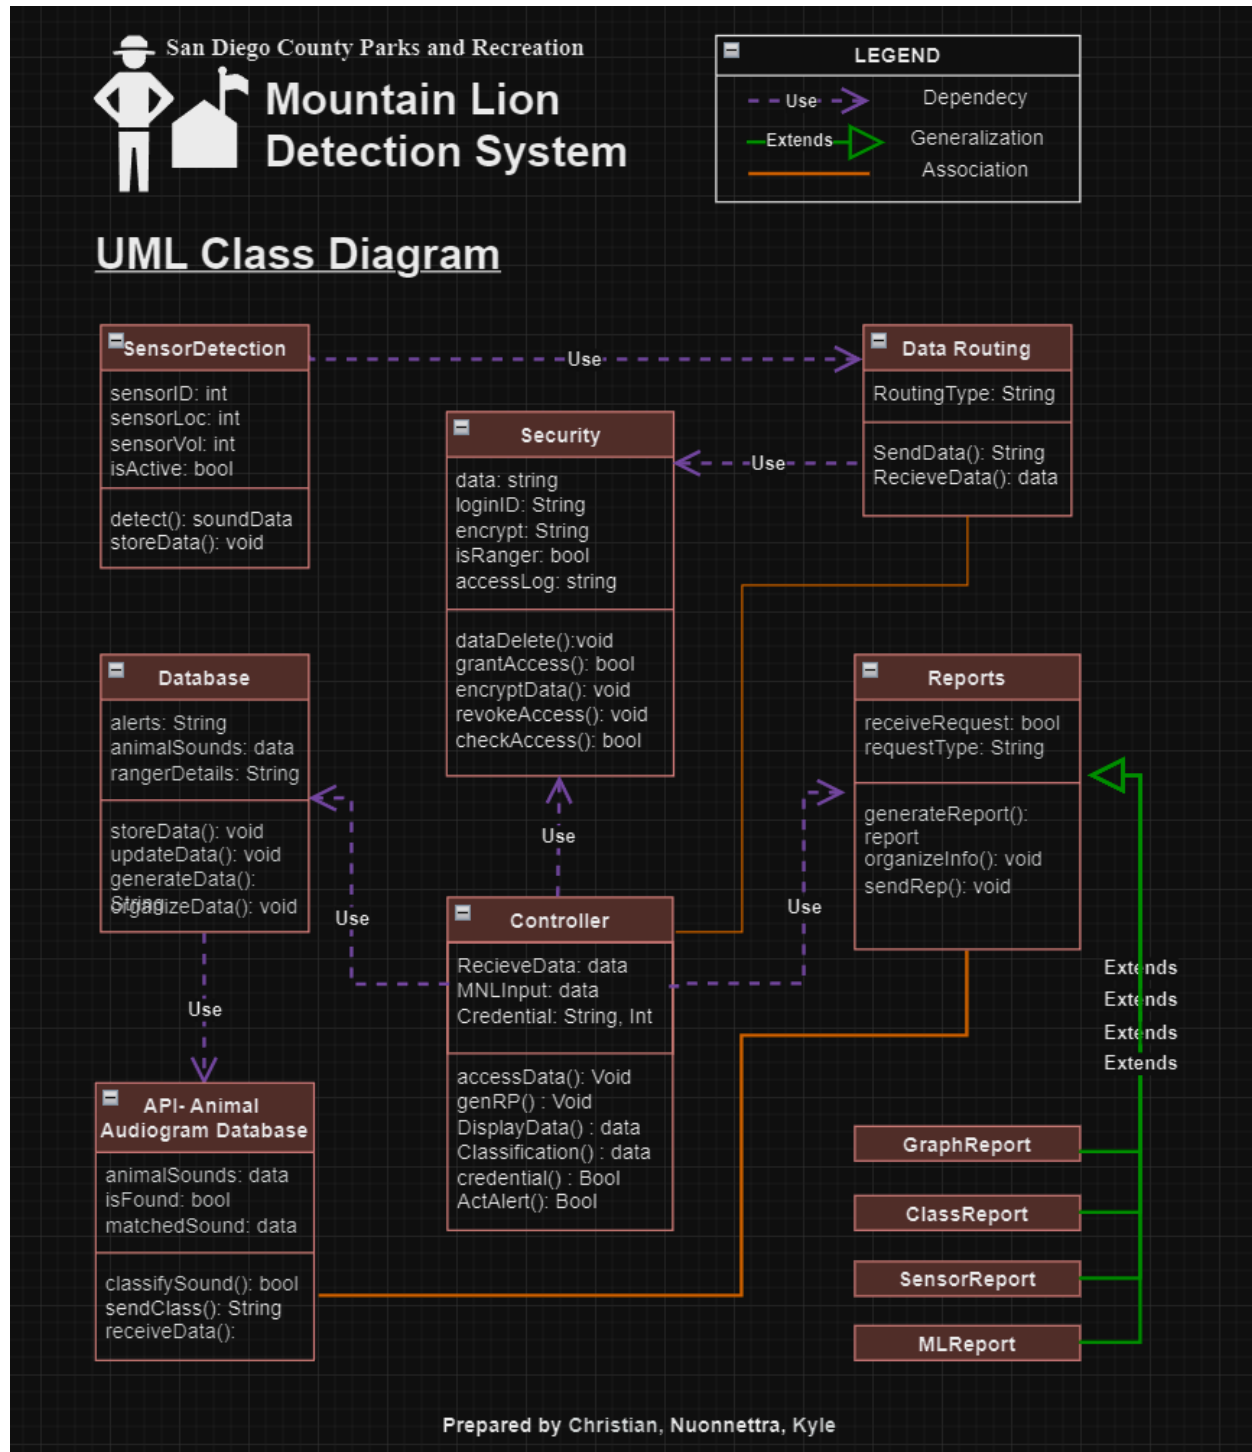 San Diego County Parks and Recreation
Mountain Lion
Detection System
LEGEND
Use
Dependecy
Extends
Generalization
Association
UML Class Diagram
SensorDetection
sensorID: int
sensorLoc: int
sensorVol: int
isActive: bool
detect(): soundData
storeData(): void
Use
Data Routing
RoutingType: String
SendData(): String
RecieveData(): data
Security
data: string
loginID: String
encrypt: String
isRanger: bool
accessLog: string
dataDelete():void
grantAccess(): bool
encryptData(): void
revokeAccess(): void
checkAccess(): bool
Use
Database
alerts: String
animalSounds: data
rangerDetails: String
storeData(): void
updateData(): void
generateData():
String
organizeData(): void
Reports
receiveRequest: bool
requestType: String
generateReport():
report
organizeInfo(): void
sendRep(): void
Use
Use
Use
Use
Controller
RecieveData: data
MNLInput: data
Credential: String, Int
accessData(): Void
genRP() : Void
DisplayData() : data
Classification() : data
credential() : Bool
ActAlert(): Bool
Extends
Extends
Extends
Extends
API- Animal
Audiogram Database
animalSounds: data
isFound: bool
matchedSound: data
classifySound(): bool
sendClass(): String
receiveData():
GraphReport
ClassReport
SensorReport
MLReport
Prepared by Christian, Nuonnettra, Kyle